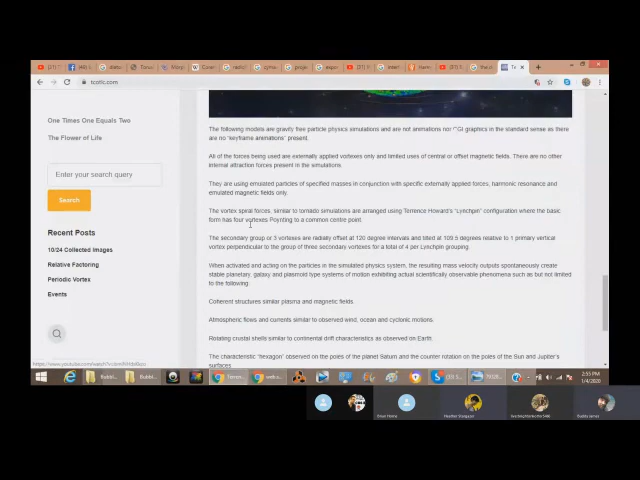 tcotlc.com
One Times One Equals Two
The Flower of Life
Enter your search query
Search
Recent Posts
10/24 Collected Images
Relative Factoring
Periodic Vortex
Events
The following models are gravity free particle physics simulations and are not animations nor "CGI graphics in the standard sense as there
are no "keyframe animations" present.
All of the forces being used are externally applied vortexes only and limited uses of central or offset magnetic fields. There are no other
internal attraction forces present in the simulations.
They are using emulated particles of specified masses in conjunction with specific externally applied forces, harmonic resonance and
emulated magnetic fields only.
The vortex spiral forces, similar to tornado simulations are arranged using Terrence Howard's "Lynchpin" configuration where the basic
form has four vortexes Poynting to a common centre point.
The secondary group or 3 vortexes are radially offset at 120 degree intervals and tilted at 109.5 degrees relative to 1 primary vertical
vortex perpendicular to the group of three secondary vortexes for a total of 4 per Lynchpin grouping.
When activated and acting on the particles in the simulated physics system, the resulting mass velocity outputs spontaneously create
stable planetary, galaxy and plasmoid type systems of motion exhibiting actual scientifically observable phenomena such as but not limited
to the following.
Coherent structures similar plasma and magnetic fields.
Atmospheric flows and currents similar to observed wind, ocean and cyclonic motions.
Rotating crustal shells similar to continental drift characteristics as observed on Earth.
The characteristic "hexagon" observed on the poles of the planet Saturn and the counter rotation on the poles of the Sun and Jupiter's
surfaces
2:55 PM
1/4/2020
Brian Horne
Heather Stargazer
Budda James